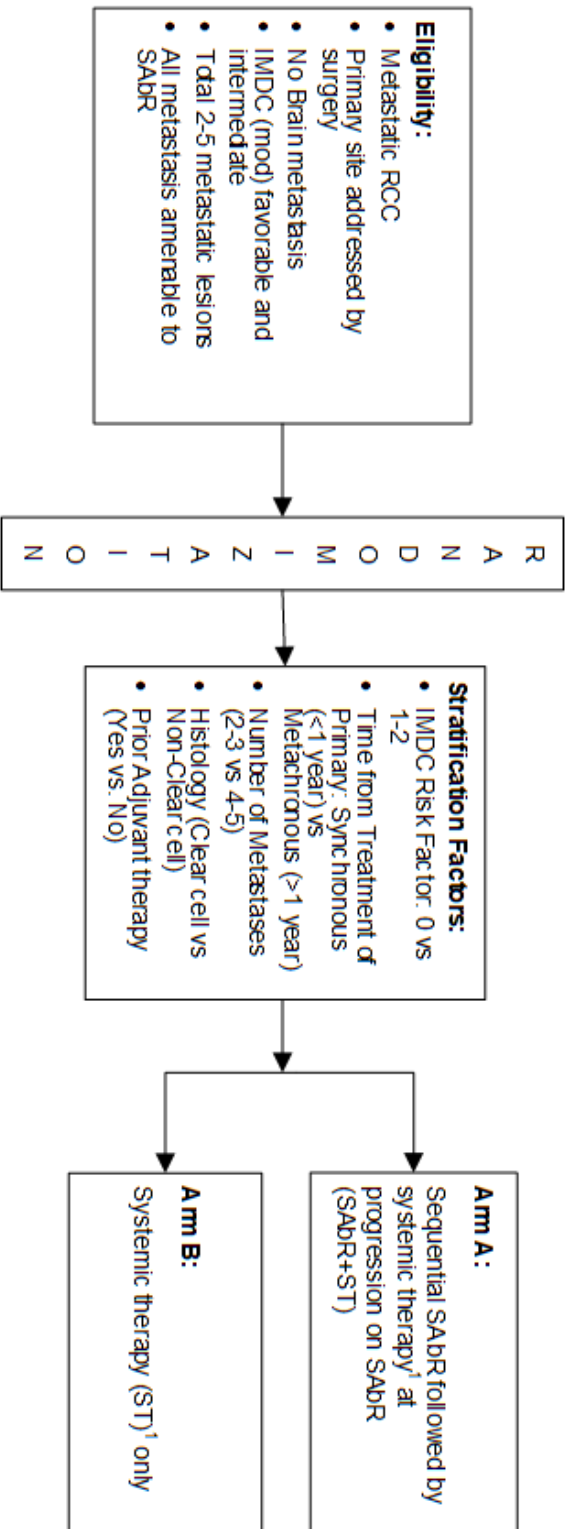 Eligibility:
• Metastatic RCC
• Primary site addressed by
surgery
• No Brain metastasis
• IMDC (mod) favorable and
intermediate
• Total 2-5 metastatic lesions
• All metastasis amenable to
SAbR
R A N D O M I Z A T I O N
Stratification Factors:
• IMDC Risk Factor: 0 vs
1-2
• Time from Treatment of
Primary: Synchronous
(<1 year) vs
Metachronous (>1 year)
• Number of Metastases
(2-3 vs 4-5)
• Histology (Clear cell vs
Non-Clear cell)
• Prior Adjuvant therapy
(Yes vs. No)
Arm A:
Sequential SAbR followed by
systemic therapy¹ at
progression on SAbR
(SAbR+ST)
Arm B:
Systemic therapy (ST)¹ only